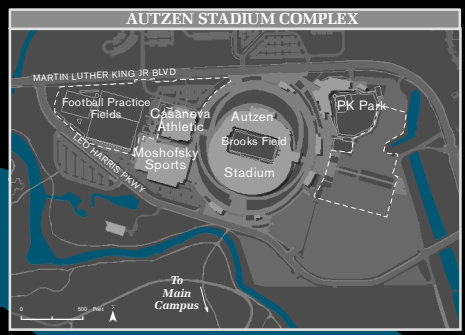 AUTZEN STADIUM COMPLEX
MARTIN LUTHER KING JR BLVD
Football Practice
Fields
Casanova
Athletic
Autzen
PK Park
Brooks Field
LEO HARRIS PKWY
Moshofsky
Sports
Stadium
To
Main
Campus
0 500 Feet